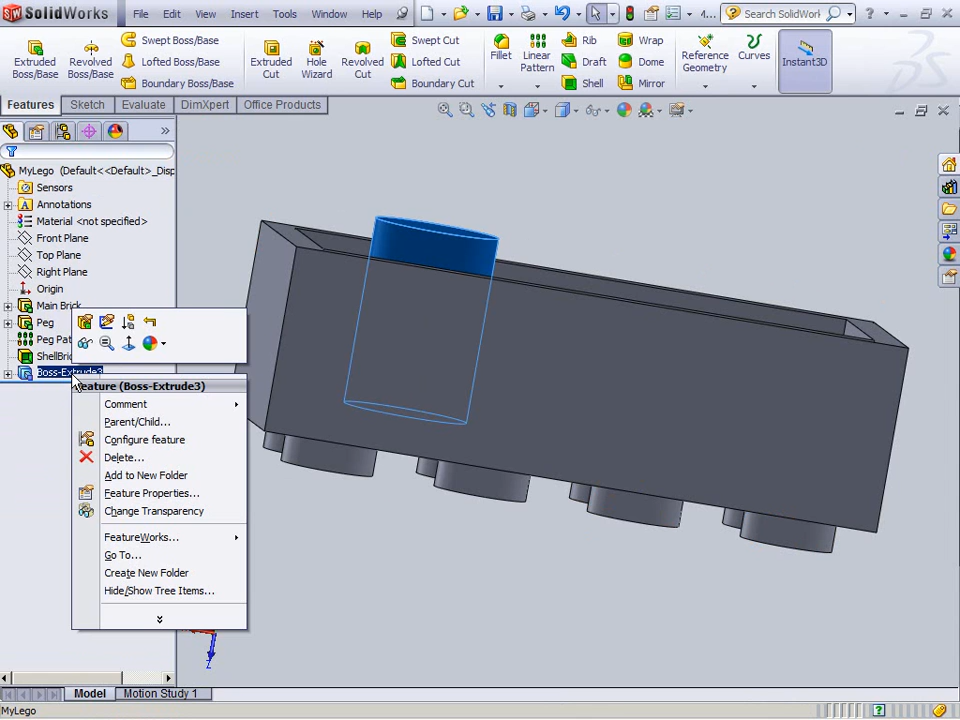 SolidWorks File Edit View Insert Tools Window Help 4... Search SolidWorks
Extruded Boss/Base
Revolved Boss/Base
Swept Boss/Base
Lofted Boss/Base
Boundary Boss/Base
Extruded Cut
Hole Wizard
Revolved Cut
Swept Cut
Lofted Cut
Boundary Cut
Fillet
Linear Pattern
Rib
Draft
Shell
Wrap
Dome
Mirror
Reference Geometry
Curves
Instant3D
Features Sketch Evaluate DimXpert Office Products
MyLego (Default<<Default>_Disp
Sensors
Annotations
Material <not specified>
Front Plane
Top Plane
Right Plane
Origin
Main Brick
Peg
Peg Pat
ShellBric
Boss-Extrude3
Feature (Boss-Extrude3)
Comment
Parent/Child...
Configure feature
Delete...
Add to New Folder
Feature Properties...
Change Transparency
FeatureWorks...
Go To...
Create New Folder
Hide/Show Tree Items...
Z
Model Motion Study 1
MyLego